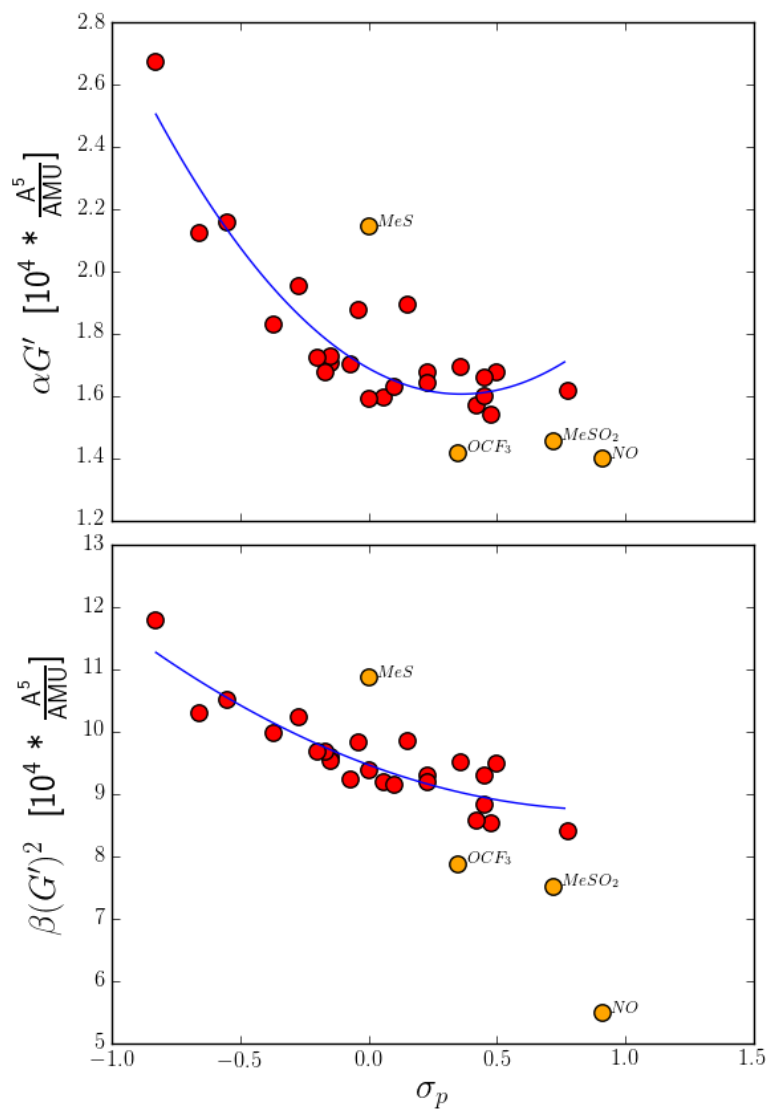 2.8
2.6
2.4
2.2
2.0
1.8
1.6
1.4
1.2
αG′ [10⁴ * A⁵/AMU]
MeS
OCF₃
MeSO₂
NO
13
12
11
10
9
8
7
6
5
β(G′)² [10⁴ * A⁵/AMU]
MeS
OCF₃
MeSO₂
NO
−1.0 −0.5 0.0 0.5 1.0 1.5
σₚ